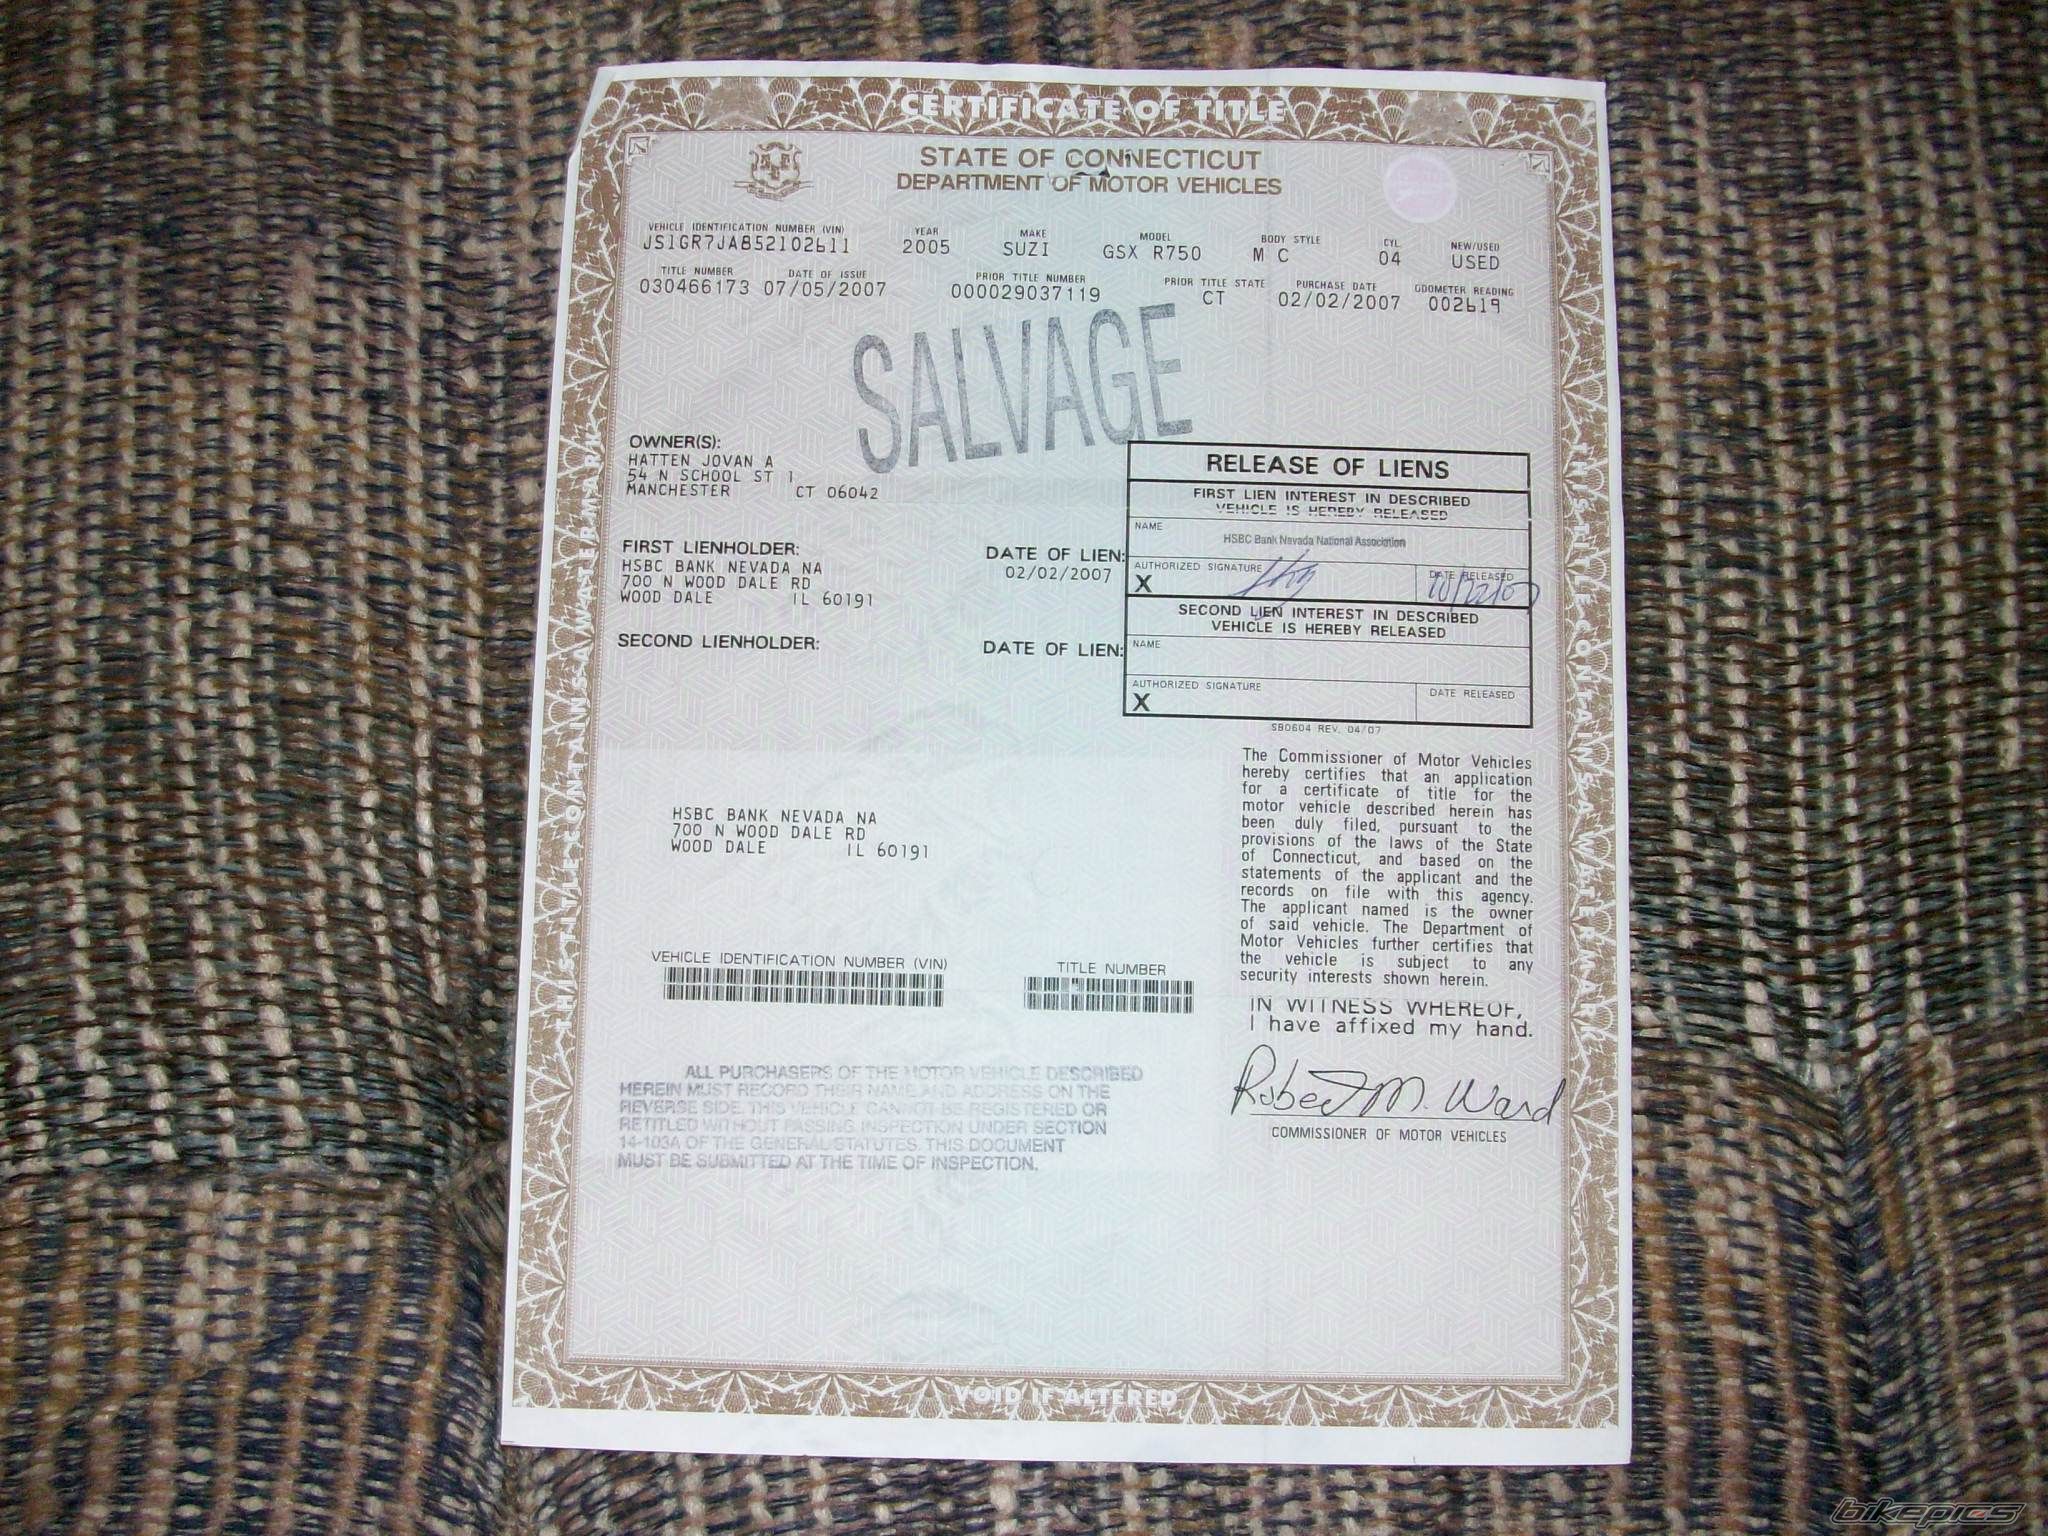 CERTIFICATE OF TITLE
STATE OF CONNECTICUT
DEPARTMENT OF MOTOR VEHICLES
VEHICLE IDENTIFICATION NUMBER (VIN) YEAR MAKE MODEL BODY STYLE CYL NEW/USED
JS1GR7JA852102611 2005 SUZI GSX R750 M C 04 USED
TITLE NUMBER DATE OF ISSUE PRIOR TITLE NUMBER PRIOR TITLE STATE PURCHASE DATE ODOMETER READING
030466173 07/05/2007 000029037119 CT 02/02/2007 002619
SALVAGE
OWNER(S):
HATTEN JOVAN A
54 N SCHOOL ST 1
MANCHESTER CT 06042
RELEASE OF LIENS
FIRST LIEN INTEREST IN DESCRIBED
VEHICLE IS HEREBY RELEASED
NAME
HSBC Bank Nevada National Association
AUTHORIZED SIGNATURE DATE RELEASED
X
FIRST LIENHOLDER: DATE OF LIEN:
HSBC BANK NEVADA NA 02/02/2007
700 N WOOD DALE RD
WOOD DALE IL 60191
SECOND LIEN INTEREST IN DESCRIBED
VEHICLE IS HEREBY RELEASED
SECOND LIENHOLDER: DATE OF LIEN:
NAME
AUTHORIZED SIGNATURE DATE RELEASED
X
SB0604 REV. 04/07
HSBC BANK NEVADA NA
700 N WOOD DALE RD
WOOD DALE IL 60191
The Commissioner of Motor Vehicles
hereby certifies that an application
for a certificate of title for the
motor vehicle described herein has
been duly filed, pursuant to the
provisions of the laws of the State
of Connecticut, and based on the
statements of the applicant and the
records on file with this agency.
The applicant named is the owner
of said vehicle. The Department of
Motor Vehicles further certifies that
the vehicle is subject to any
security interests shown herein.
IN WITNESS WHEREOF,
I have affixed my hand.
Robert M. Ward
COMMISSIONER OF MOTOR VEHICLES
VEHICLE IDENTIFICATION NUMBER (VIN) TITLE NUMBER
ALL PURCHASERS OF THE MOTOR VEHICLE DESCRIBED
HEREIN MUST RECORD THEIR NAME AND ADDRESS ON THE
REVERSE SIDE. THIS VEHICLE CANNOT BE REGISTERED OR
RETITLED WITHOUT PASSING INSPECTION UNDER SECTION
14-103A OF THE GENERAL STATUTES. THIS DOCUMENT
MUST BE SUBMITTED AT THE TIME OF INSPECTION.
VOID IF ALTERED
THIS TITLE CONTAINS A WATERMARK
THIS TITLE CONTAINS A WATERMARK
bikepics